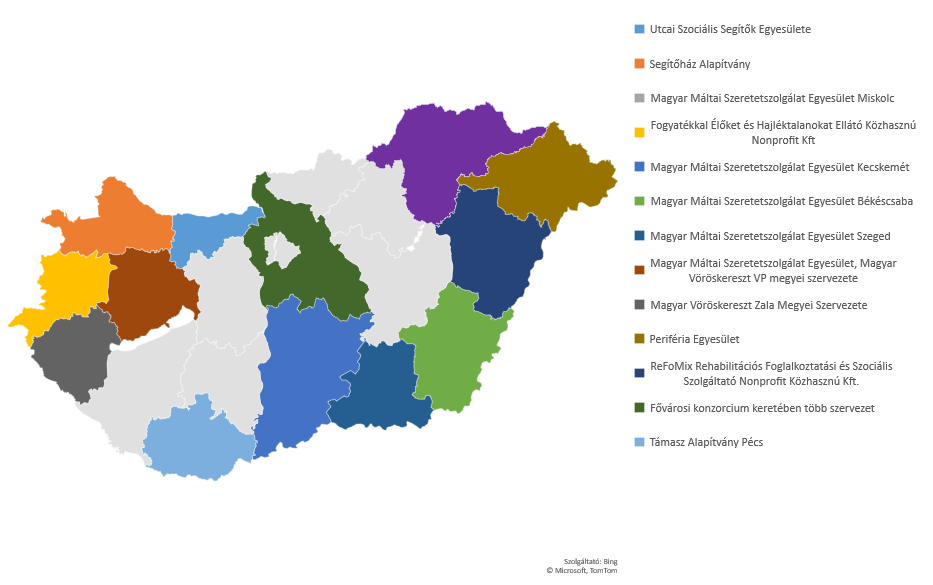 Utcai Szociális Segítők Egyesülete
Segítőház Alapítvány
Magyar Máltai Szeretetszolgálat Egyesület Miskolc
Fogyatékkal Élőket és Hajléktalanokat Ellátó Közhasznú
Nonprofit Kft
Magyar Máltai Szeretetszolgálat Egyesület Kecskemét
Magyar Máltai Szeretetszolgálat Egyesület Békéscsaba
Magyar Máltai Szeretetszolgálat Egyesület Szeged
Magyar Máltai Szeretetszolgálat Egyesület, Magyar
Vöröskereszt VP megyei szervezete
Magyar Vöröskereszt Zala Megyei Szervezete
Periféria Egyesület
ReFoMix Rehabilitációs Foglalkoztatási és Szociális
Szolgáltató Nonprofit Közhasznú Kft.
Fővárosi konzorcium keretében több szervezet
Támasz Alapítvány Pécs
Szolgáltató: Bing
© Microsoft, TomTom